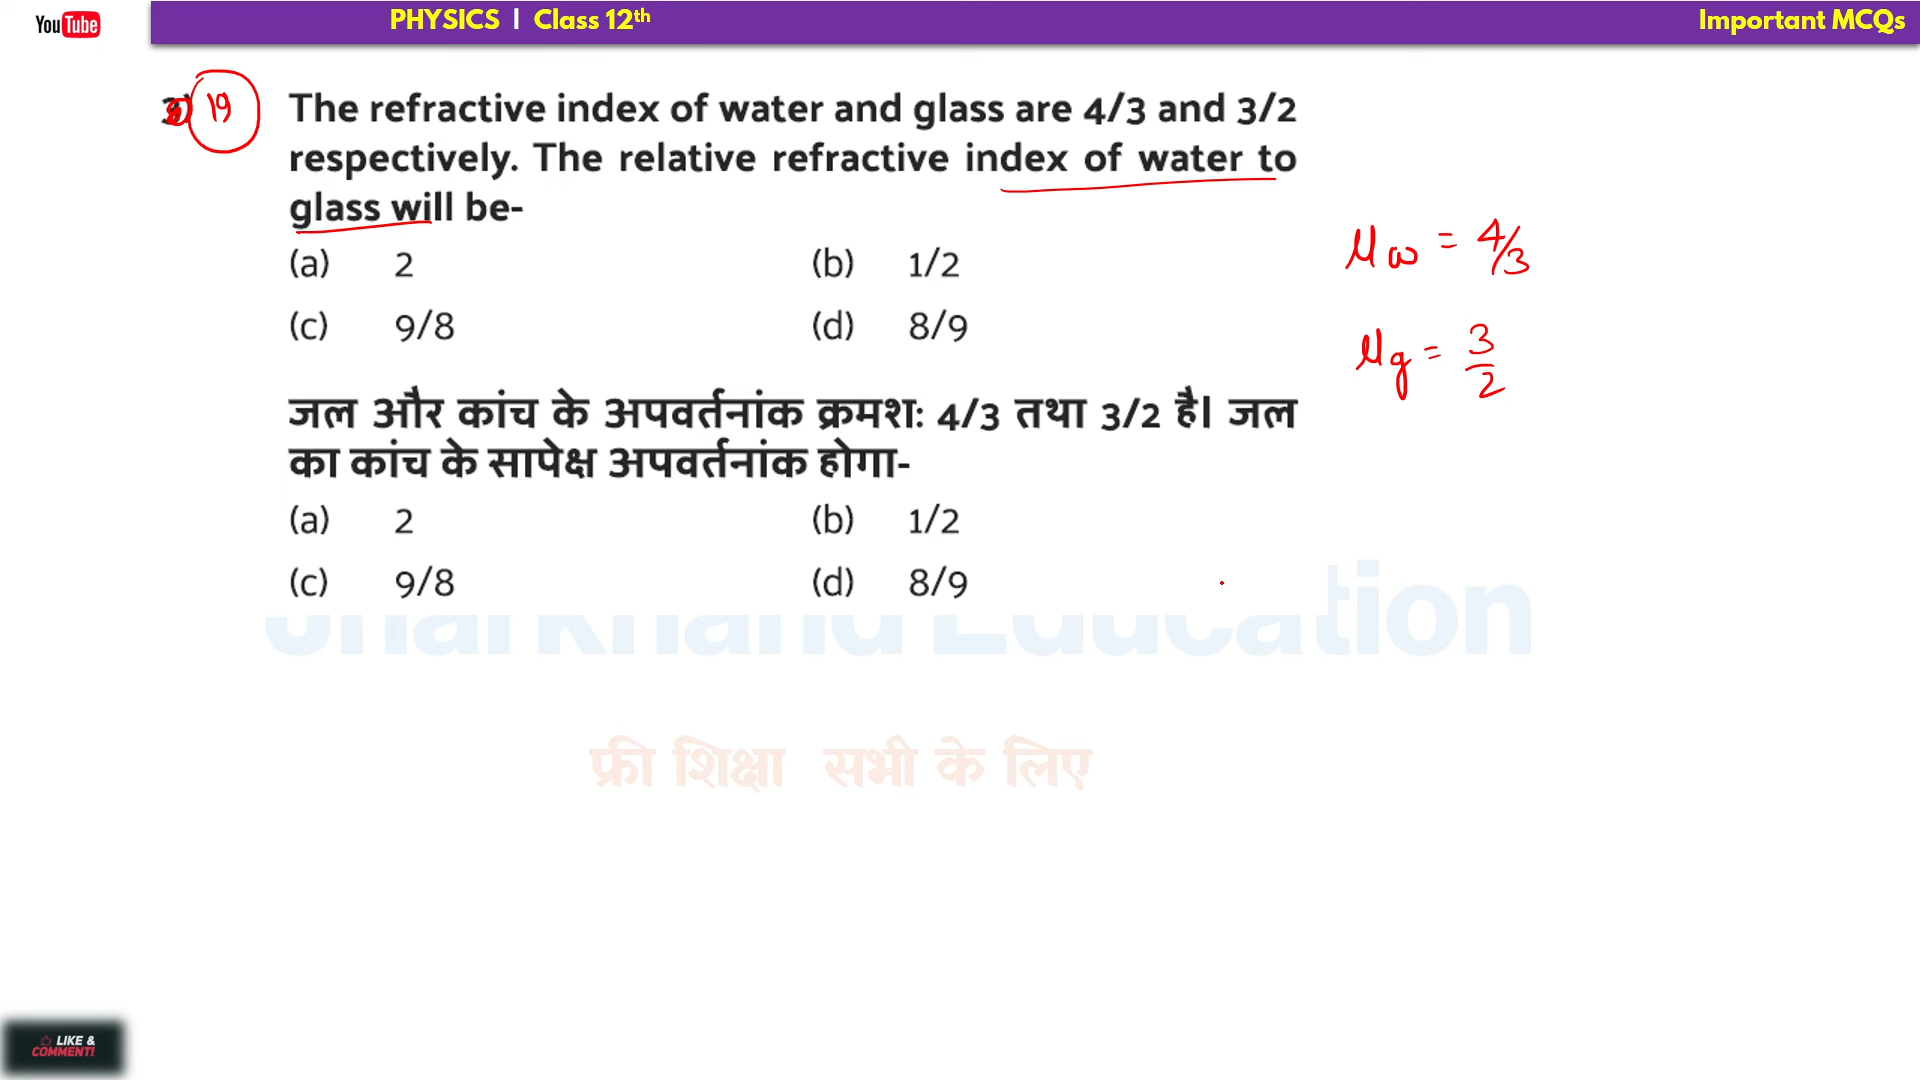 YouTube
PHYSICS | Class 12th
Important MCQs
19
The refractive index of water and glass are 4/3 and 3/2
respectively. The relative refractive index of water to
glass will be-
(a) 2 (b) 1/2
(c) 9/8 (d) 8/9
μw = 4/3
μg = 3/2
जल और कांच के अपवर्तनांक क्रमश: 4/3 तथा 3/2 है। जल
का कांच के सापेक्ष अपवर्तनांक होगा-
(a) 2 (b) 1/2
(c) 9/8 (d) 8/9
Jharkhand Education
फ्री शिक्षा सभी के लिए
LIKE &
COMMENT!